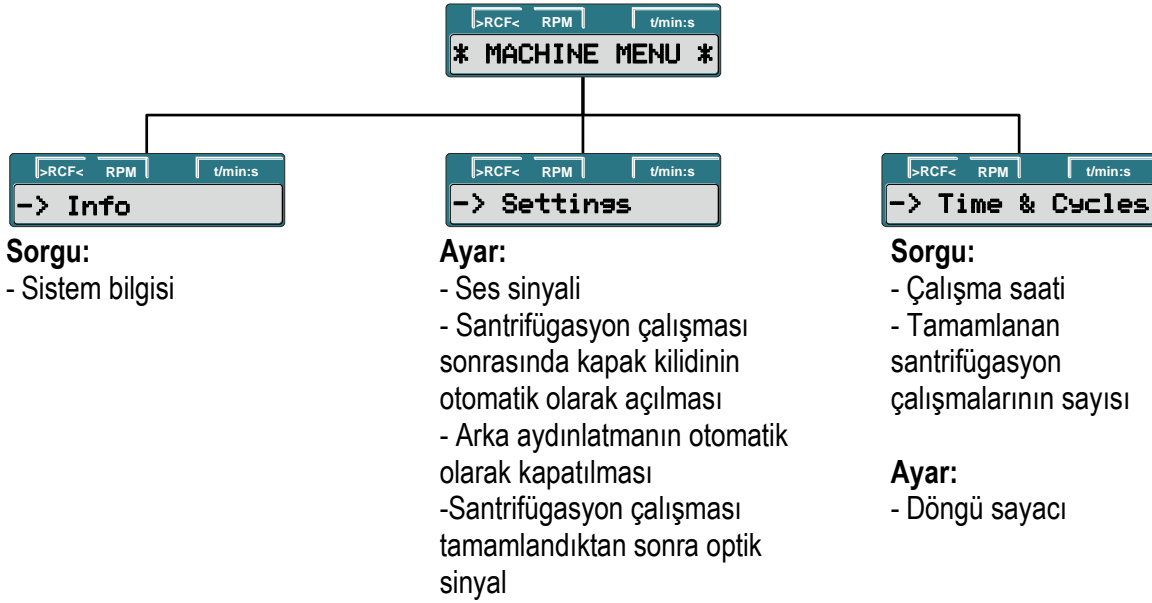 >RCF< RPM t/min:s
* MACHINE MENU *
>RCF< RPM t/min:s
-> Info
Sorgu:
- Sistem bilgisi
>RCF< RPM t/min:s
-> Settings
Ayar:
- Ses sinyali
- Santrifügasyon çalışması
sonrasında kapak kilidinin
otomatik olarak açılması
- Arka aydınlatmanın otomatik
olarak kapatılması
-Santrifügasyon çalışması
tamamlandıktan sonra optik
sinyal
>RCF< RPM t/min:s
-> Time & Cycles
Sorgu:
- Çalışma saati
- Tamamlanan
santrifügasyon
çalışmalarının sayısı
Ayar:
- Döngü sayacı